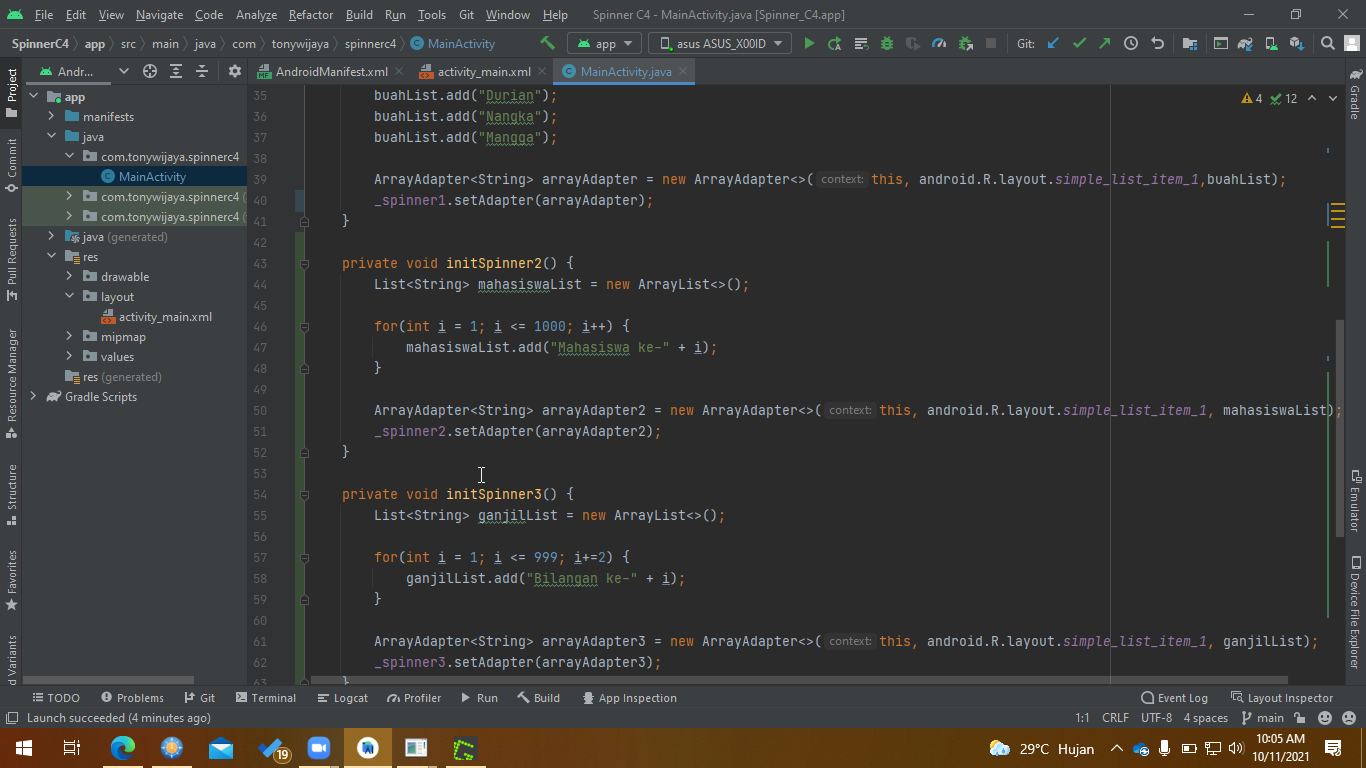 File Edit View Navigate Code Analyze Refactor Build Run Tools Git Window Help Spinner C4 - MainActivity.java [Spinner_C4.app]
SpinnerC4 app src main java com tonywijaya spinnerc4 MainActivity app asus ASUS_X00ID Git:
Andr... AndroidManifest.xml activity_main.xml MainActivity.java
Project
Commit
Pull Requests
Resource Manager
Structure
Favorites
d Variants
app
manifests
java
com.tonywijaya.spinnerc4
MainActivity
com.tonywijaya.spinnerc4 (
com.tonywijaya.spinnerc4 (
java (generated)
res
drawable
layout
activity_main.xml
mipmap
values
res (generated)
Gradle Scripts
4 12
35 buahList.add("Durian");
36 buahList.add("Nangka");
37 buahList.add("Mangga");
38
39 ArrayAdapter<String> arrayAdapter = new ArrayAdapter<>( context: this, android.R.layout.simple_list_item_1,buahList);
40 _spinner1.setAdapter(arrayAdapter);
41 }
42
43 private void initSpinner2() {
44 List<String> mahasiswaList = new ArrayList<>();
45
46 for(int i = 1; i <= 1000; i++) {
47 mahasiswaList.add("Mahasiswa ke-" + i);
48 }
49
50 ArrayAdapter<String> arrayAdapter2 = new ArrayAdapter<>( context: this, android.R.layout.simple_list_item_1, mahasiswaList);
51 _spinner2.setAdapter(arrayAdapter2);
52 }
53
54 private void initSpinner3() {
55 List<String> ganjilList = new ArrayList<>();
56
57 for(int i = 1; i <= 999; i+=2) {
58 ganjilList.add("Bilangan ke-" + i);
59 }
60
61 ArrayAdapter<String> arrayAdapter3 = new ArrayAdapter<>( context: this, android.R.layout.simple_list_item_1, ganjilList);
62 _spinner3.setAdapter(arrayAdapter3);
63 }
Gradle
Emulator
Device File Explorer
TODO Problems Git Terminal Logcat Profiler Run Build App Inspection Event Log Layout Inspector
Launch succeeded (4 minutes ago) 1:1 CRLF UTF-8 4 spaces main
19 29°C Hujan 10:05 AM
10/11/2021